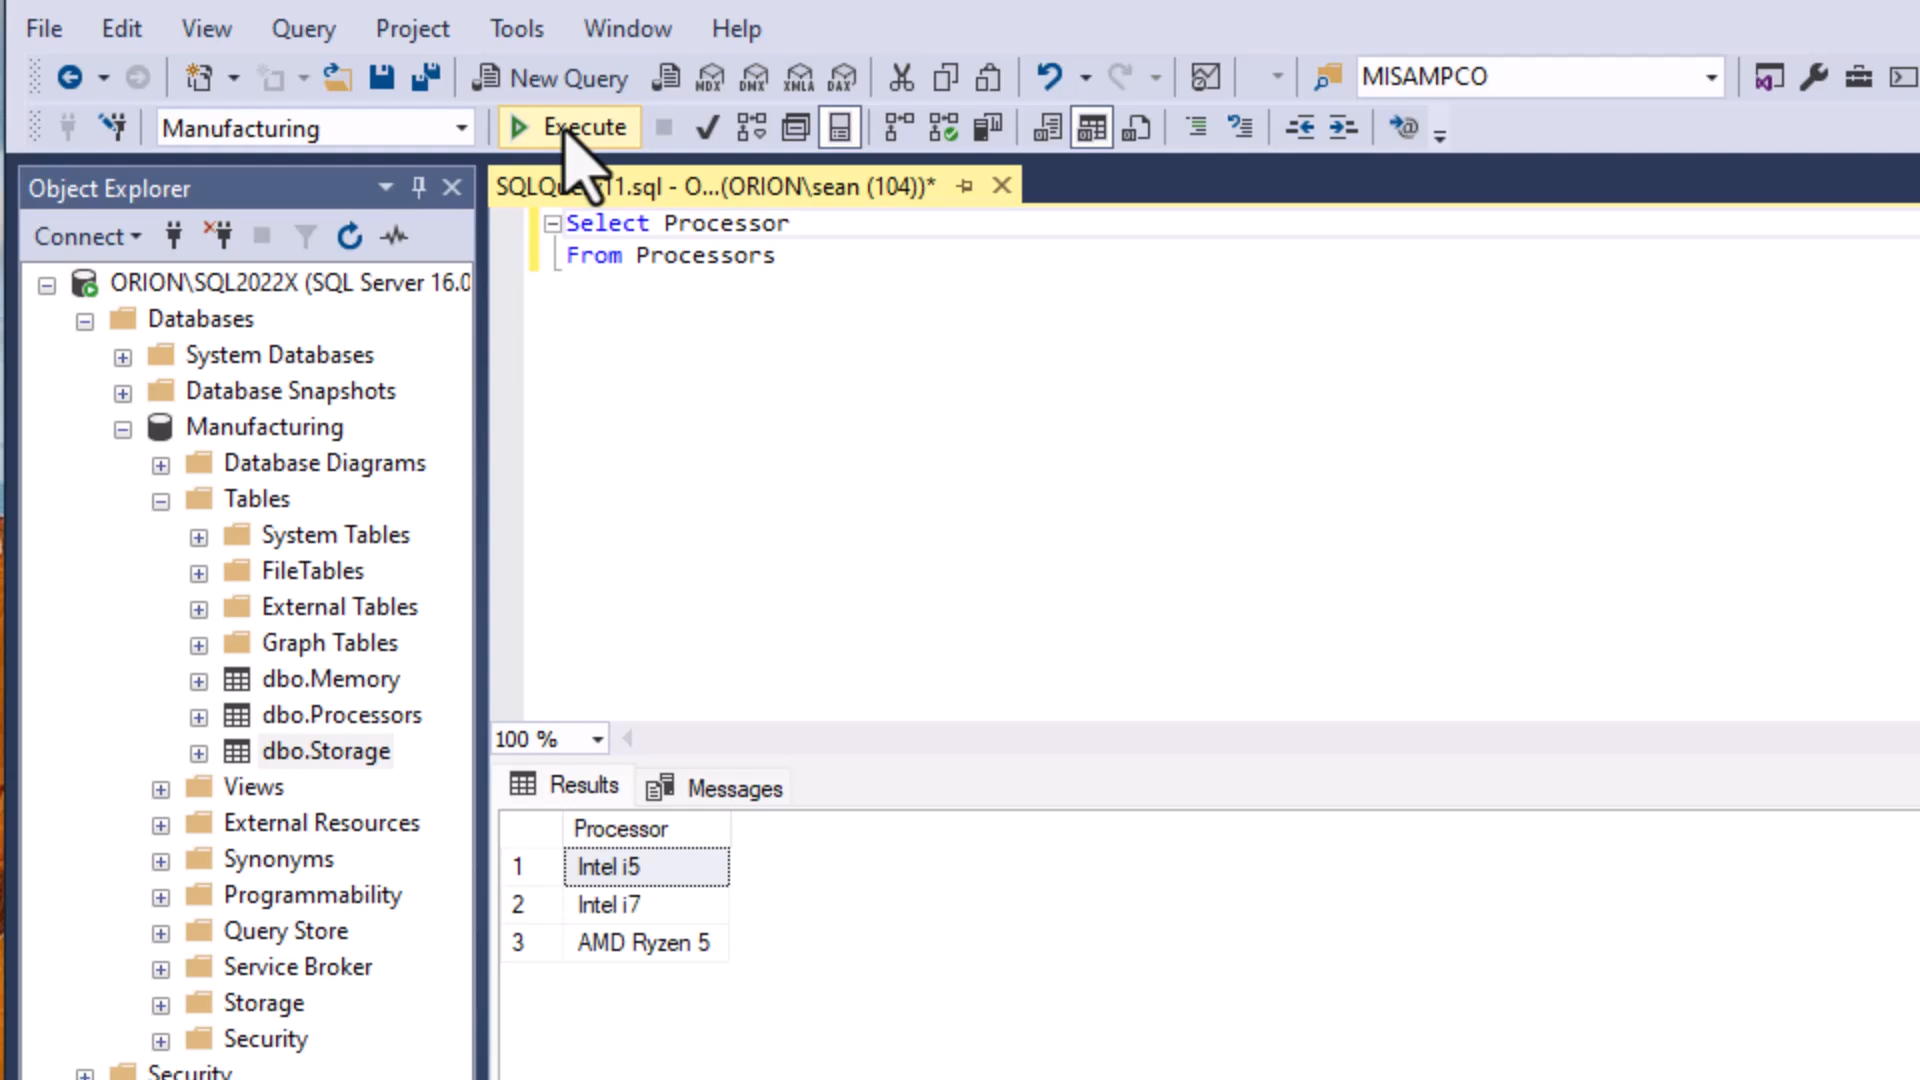 File Edit View Query Project Tools Window Help
New Query MDX DMX XMLA DAX MISAMPCO
Manufacturing Execute
Object Explorer
Connect
ORION\SQL2022X (SQL Server 16.0
Databases
System Databases
Database Snapshots
Manufacturing
Database Diagrams
Tables
System Tables
FileTables
External Tables
Graph Tables
dbo.Memory
dbo.Processors
dbo.Storage
Views
External Resources
Synonyms
Programmability
Query Store
Service Broker
Storage
Security
Security
11.sql - O...(ORION\sean (104))*
Select Processor
From Processors
100 %
Results Messages
Processor
1 Intel i5
2 Intel i7
3 AMD Ryzen 5